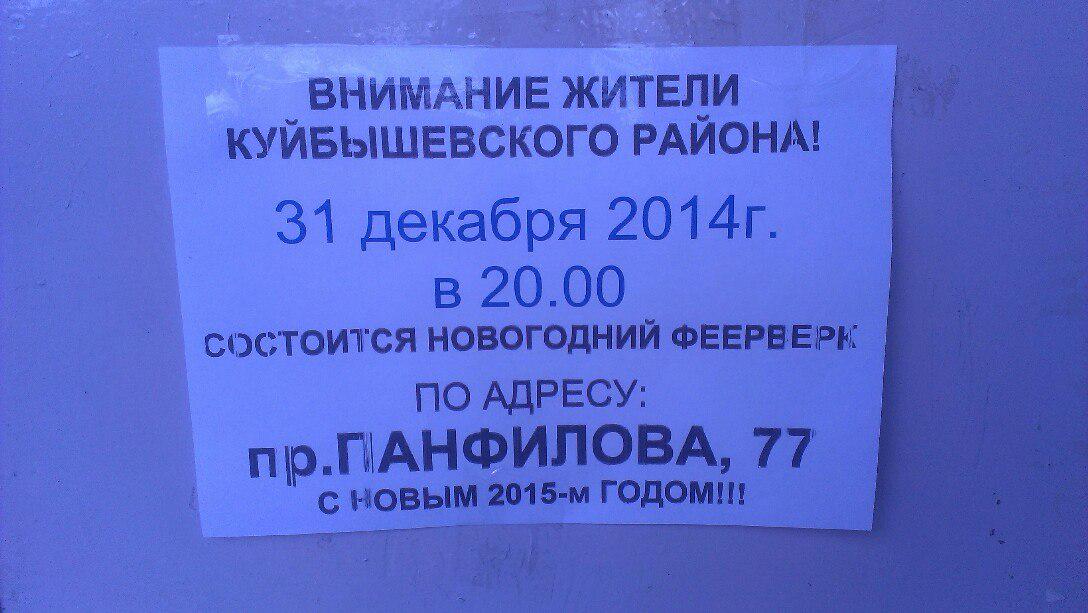 ВНИМАНИЕ ЖИТЕЛИ
КУЙБЫШЕВСКОГО РАЙОНА!
31 декабря 2014г.
в 20.00
СОСТОИТСЯ НОВОГОДНИЙ ФЕЕРВЕРК
ПО АДРЕСУ:
пр.ПАНФИЛОВА, 77
С НОВЫМ 2015-м ГОДОМ!!!